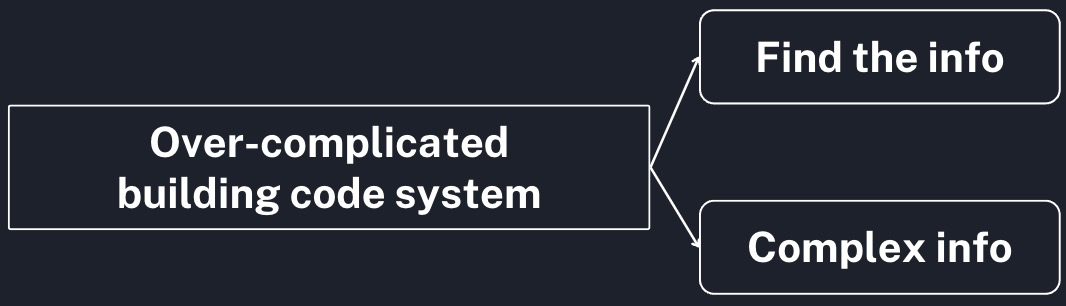 Find the info
Over-complicated
building code system
Complex info